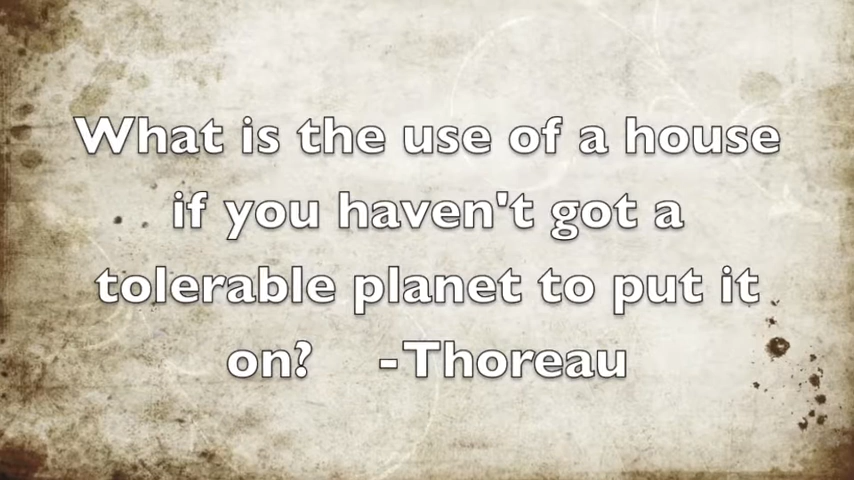 What is the use of a house
if you haven't got a
tolerable planet to put it
on? -Thoreau